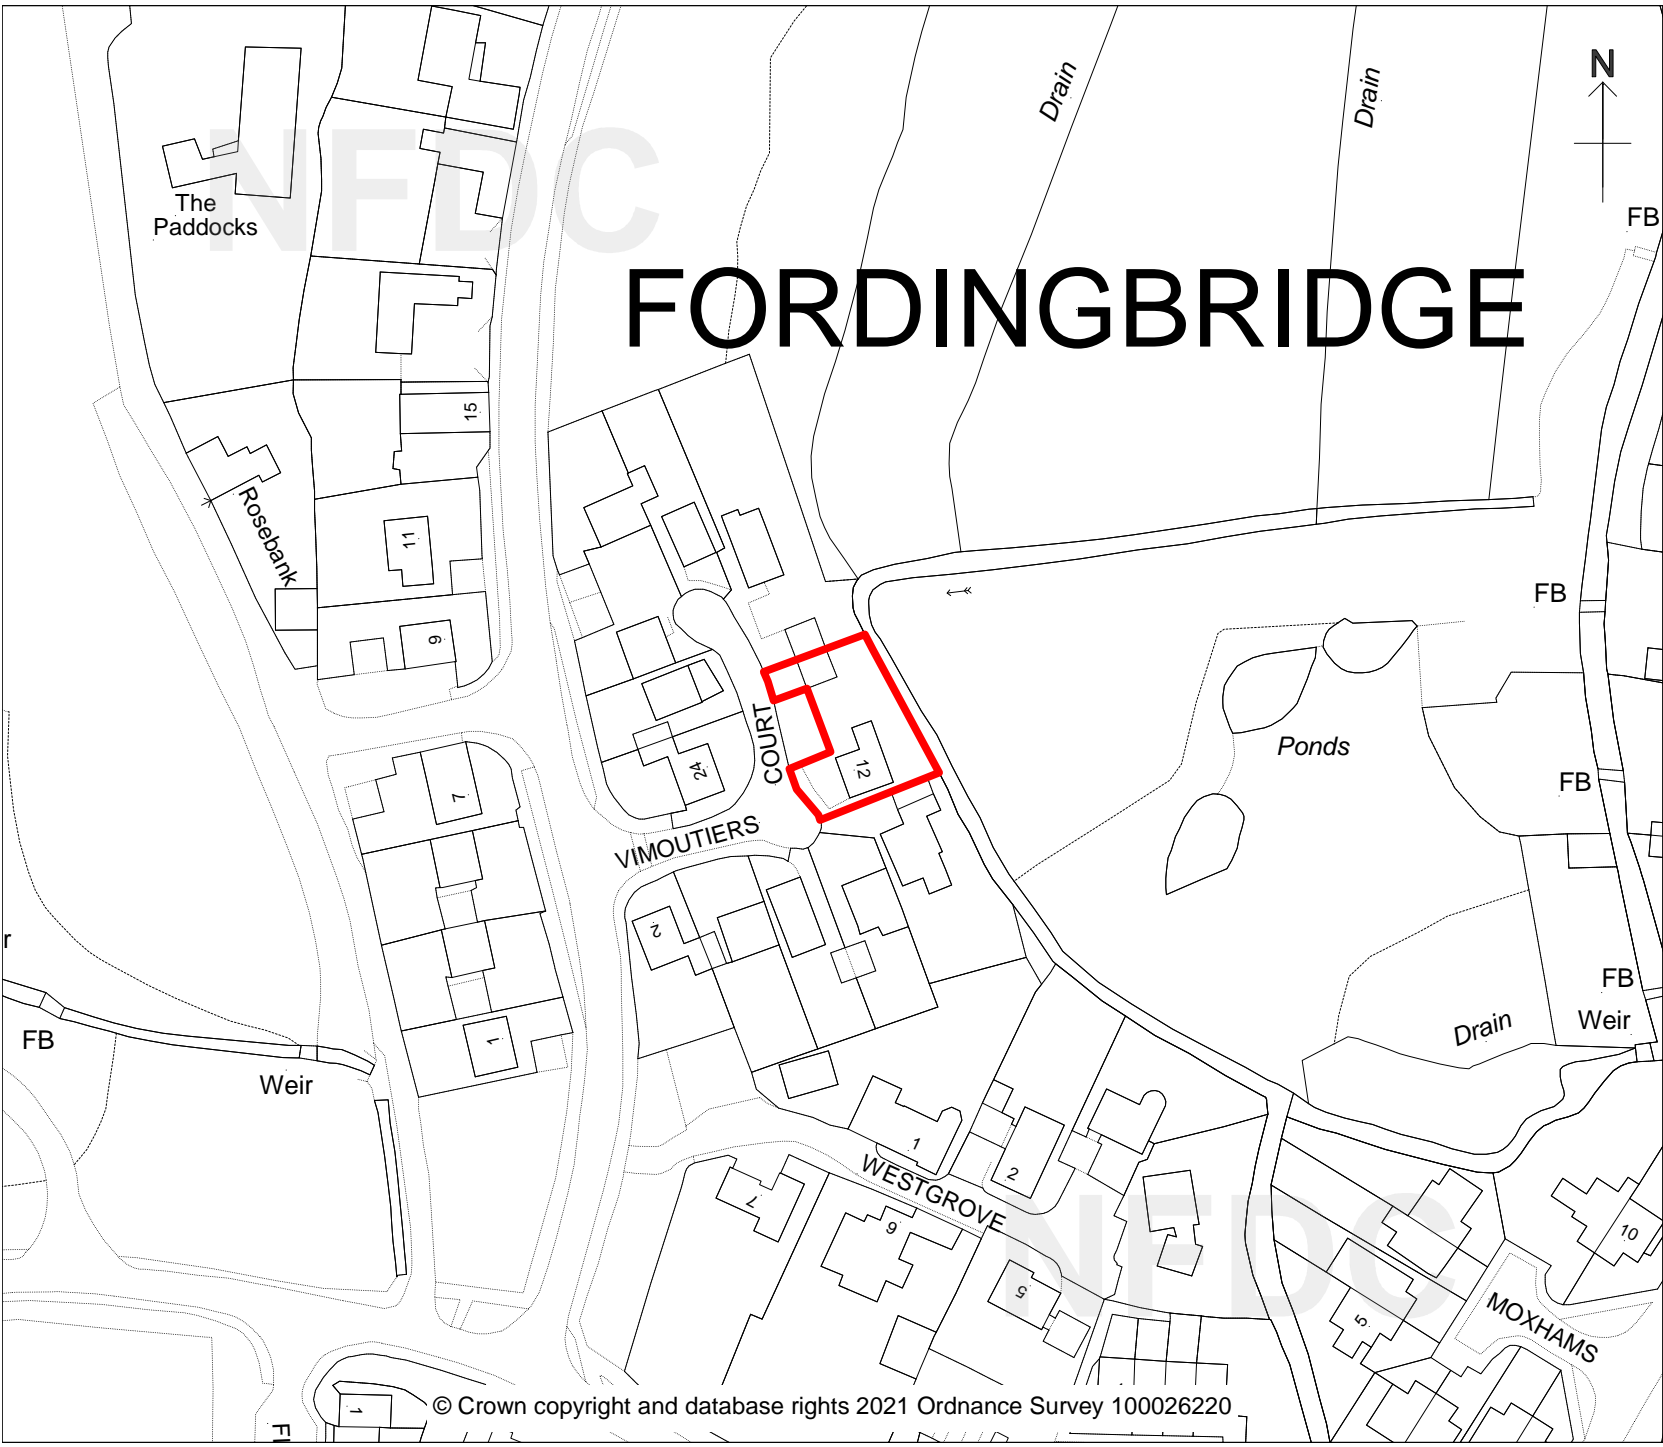 N
Drain
Drain
NFDC
The
Paddocks
FB
FORDINGBRIDGE
15
Rosebank
11
9
FB
COURT
Ponds
12
24
7
FB
VIMOUTIERS
2
r
FB
Drain
Weir
FB
1
Weir
1
2
WESTGROVE
7
6
NFDC
10
5
5
MOXHAMS
1
© Crown copyright and database rights 2021 Ordnance Survey 100026220